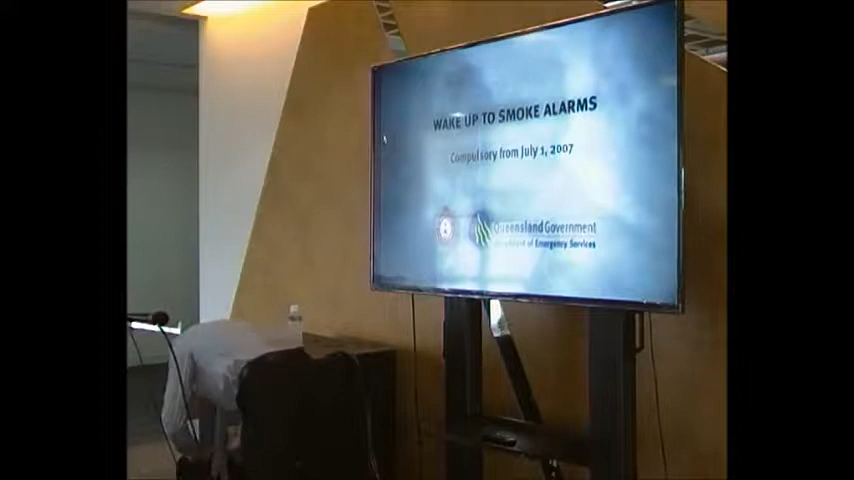 WAKE UP TO SMOKE ALARMS
Compulsory from July 1, 2007
Queensland Government
Department of Emergency Services